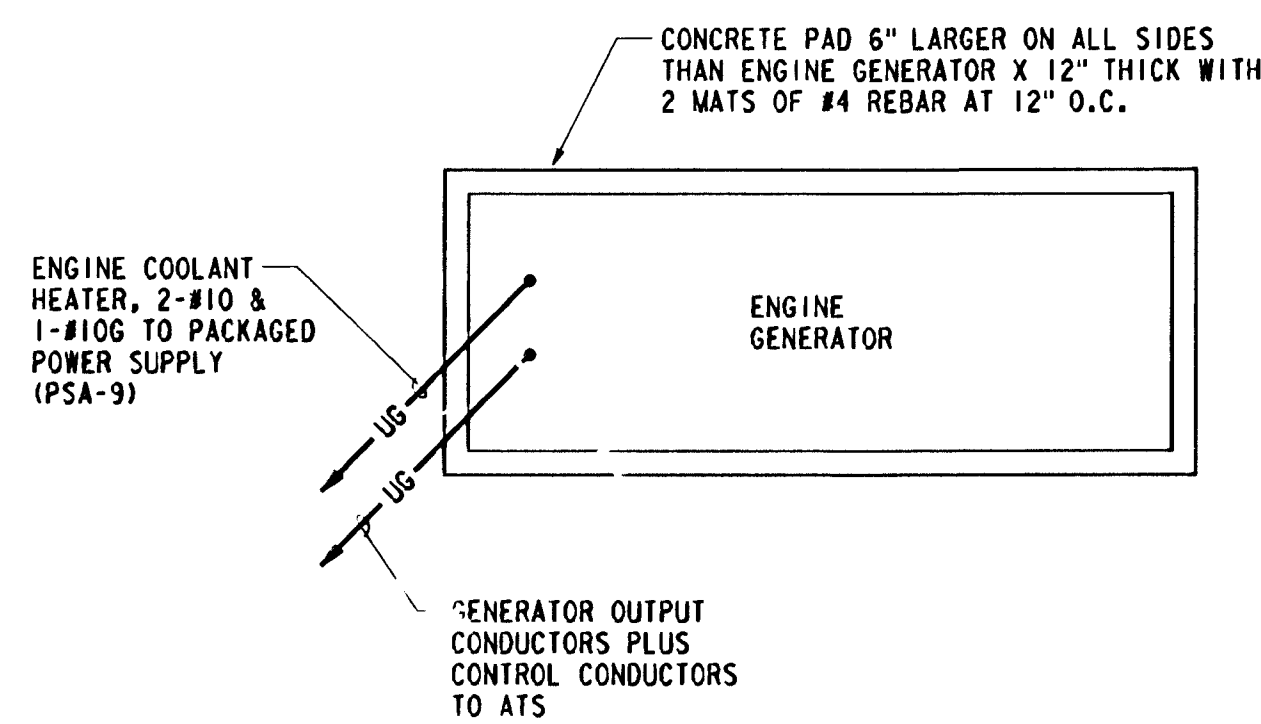 CONCRETE PAD 6" LARGER ON ALL SIDES
THAN ENGINE GENERATOR X 12" THICK WITH
2 MATS OF #4 REBAR AT 12" O.C.
ENGINE COOLANT
HEATER, 2-#10 &
1-#10G TO PACKAGED
POWER SUPPLY
(PSA-9)
ENGINE
GENERATOR
UG
UG
GENERATOR OUTPUT
CONDUCTORS PLUS
CONTROL CONDUCTORS
TO ATS